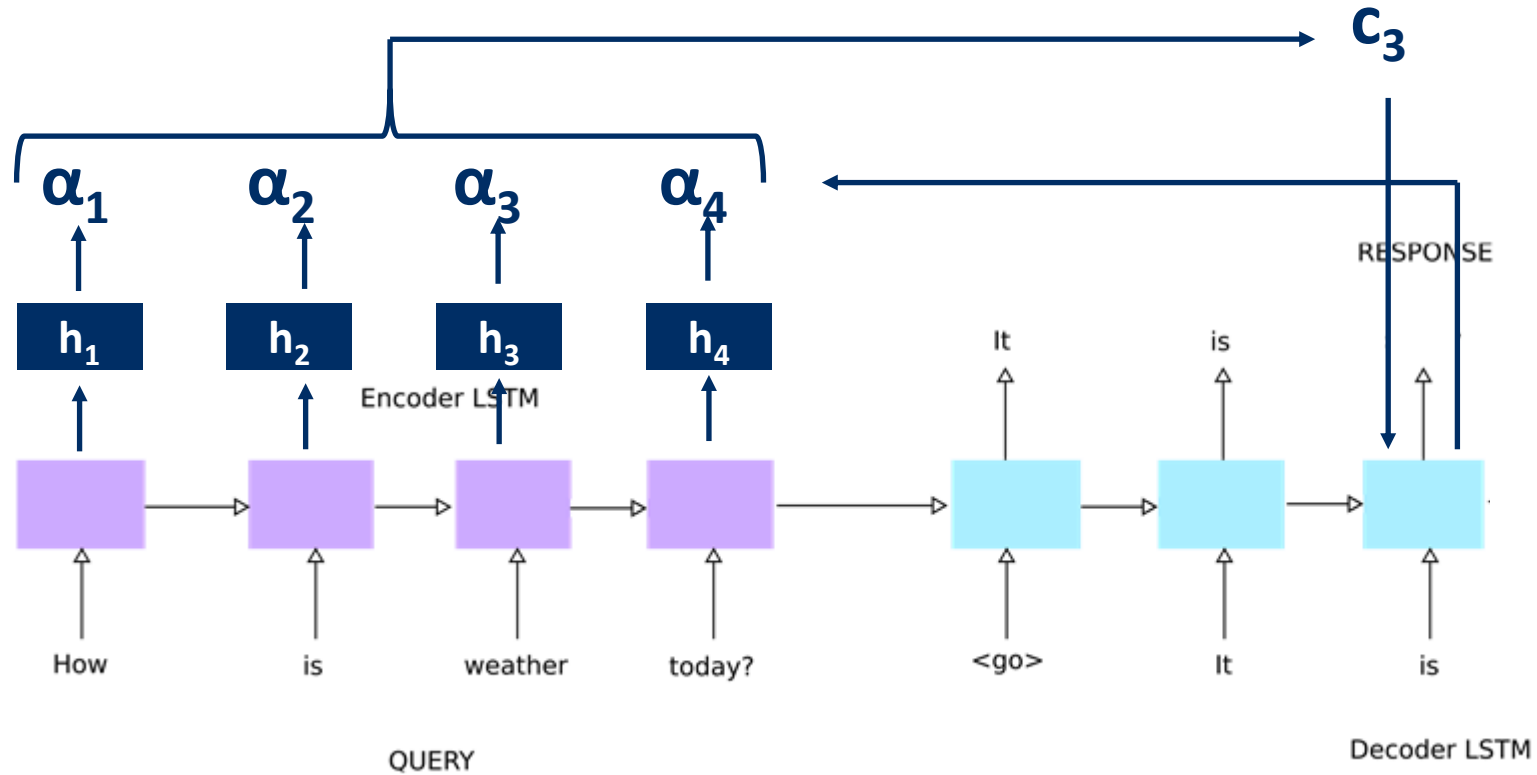 c₃
α₁ α₂ α₃ α₄
RESPONSE
h₁ h₂ h₃ h₄
It is
Encoder LSTM
How is weather today? <go> It is
QUERY
Decoder LSTM